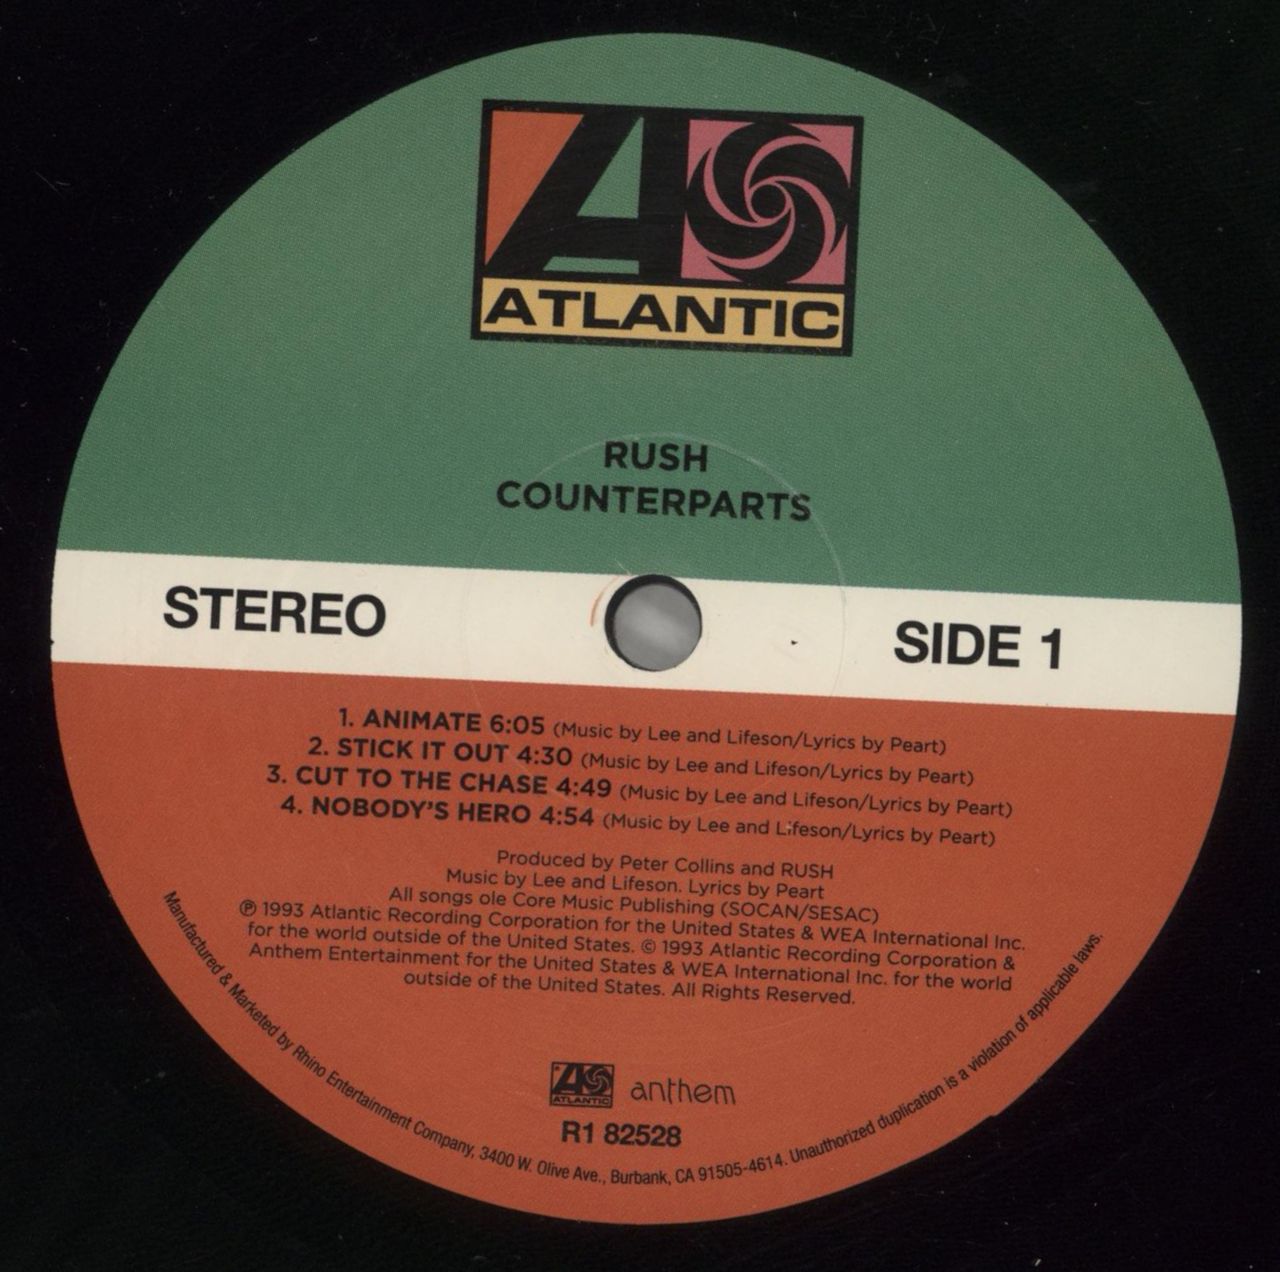 ATLANTIC
RUSH
COUNTERPARTS
STEREO
SIDE 1
1. ANIMATE 6:05 (Music by Lee and Lifeson/Lyrics by Peart)
2. STICK IT OUT 4:30 (Music by Lee and Lifeson/Lyrics by Peart)
3. CUT TO THE CHASE 4:49 (Music by Lee and Lifeson/Lyrics by Peart)
4. NOBODY'S HERO 4:54 (Music by Lee and Lifeson/Lyrics by Peart)
Produced by Peter Collins and RUSH
Music by Lee and Lifeson. Lyrics by Peart
All songs ole Core Music Publishing (SOCAN/SESAC)
℗ 1993 Atlantic Recording Corporation for the United States & WEA International Inc.
for the world outside of the United States. © 1993 Atlantic Recording Corporation &
Anthem Entertainment for the United States & WEA International Inc. for the world
outside of the United States. All Rights Reserved.
ATLANTIC anthem
R1 82528
Manufactured & Marketed by Rhino Entertainment Company, 3400 W. Olive Ave., Burbank, CA 91505-4614. Unauthorized duplication is a violation of applicable laws.